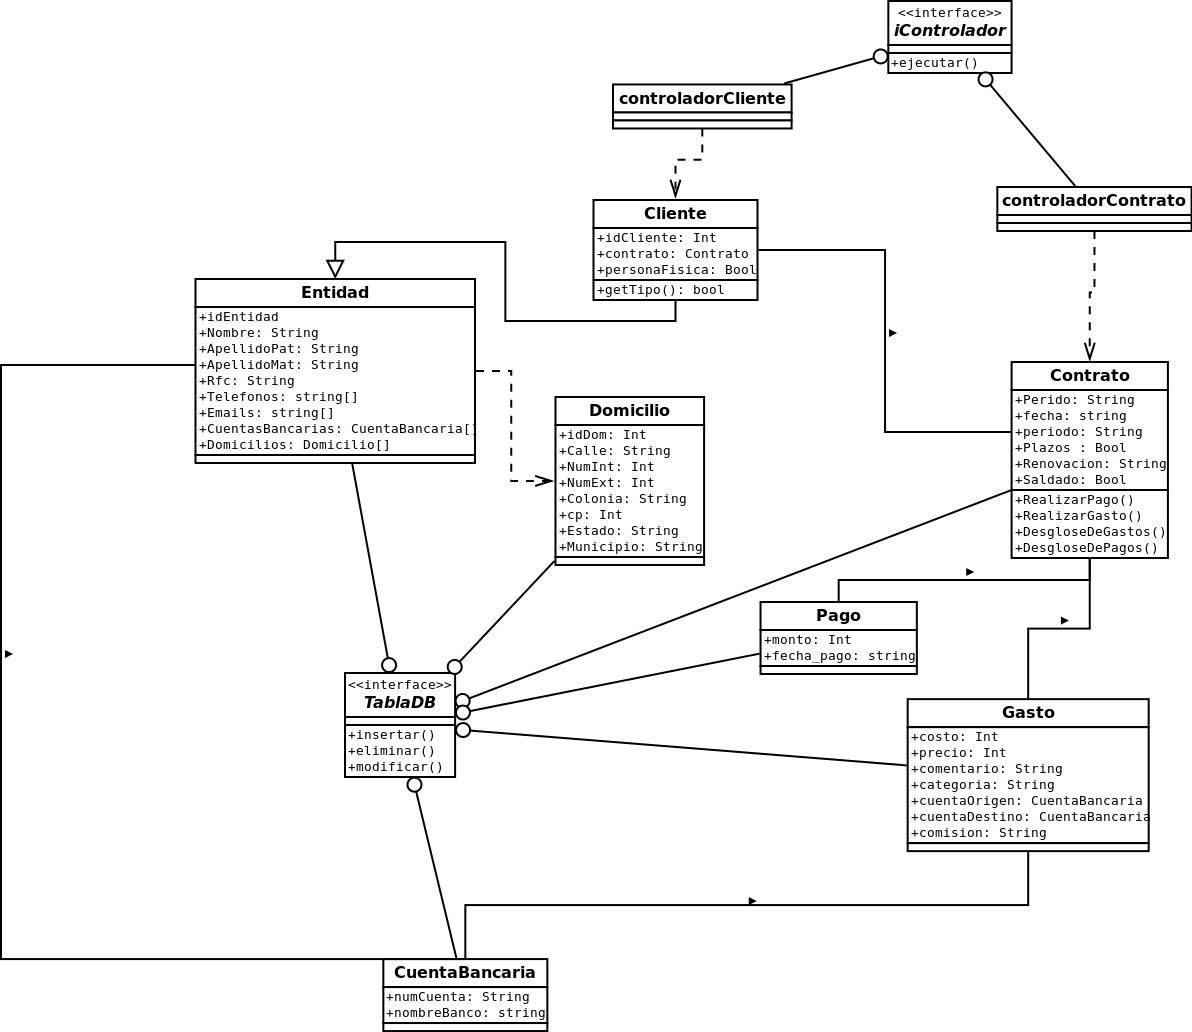 <<interface>>
iControlador
+ejecutar()
controladorCliente
controladorContrato
Cliente
+idCliente: Int
+contrato: Contrato
+personaFisica: Bool
+getTipo(): bool
Entidad
+idEntidad
+Nombre: String
+ApellidoPat: String
+ApellidoMat: String
+Rfc: String
+Telefonos: string[]
+Emails: string[]
+CuentasBancarias: CuentaBancaria[]
+Domicilios: Domicilio[]
Domicilio
+idDom: Int
+Calle: String
+NumInt: Int
+NumExt: Int
+Colonia: String
+cp: Int
+Estado: String
+Municipio: String
Contrato
+Perido: String
+fecha: string
+periodo: String
+Plazos : Bool
+Renovacion: String
+Saldado: Bool
+RealizarPago()
+RealizarGasto()
+DesgloseDeGastos()
+DesgloseDePagos()
Pago
+monto: Int
+fecha_pago: string
<<interface>>
TablaDB
+insertar()
+eliminar()
+modificar()
Gasto
+costo: Int
+precio: Int
+comentario: String
+categoria: String
+cuentaOrigen: CuentaBancaria
+cuentaDestino: CuentaBancaria
+comision: String
CuentaBancaria
+numCuenta: String
+nombreBanco: string